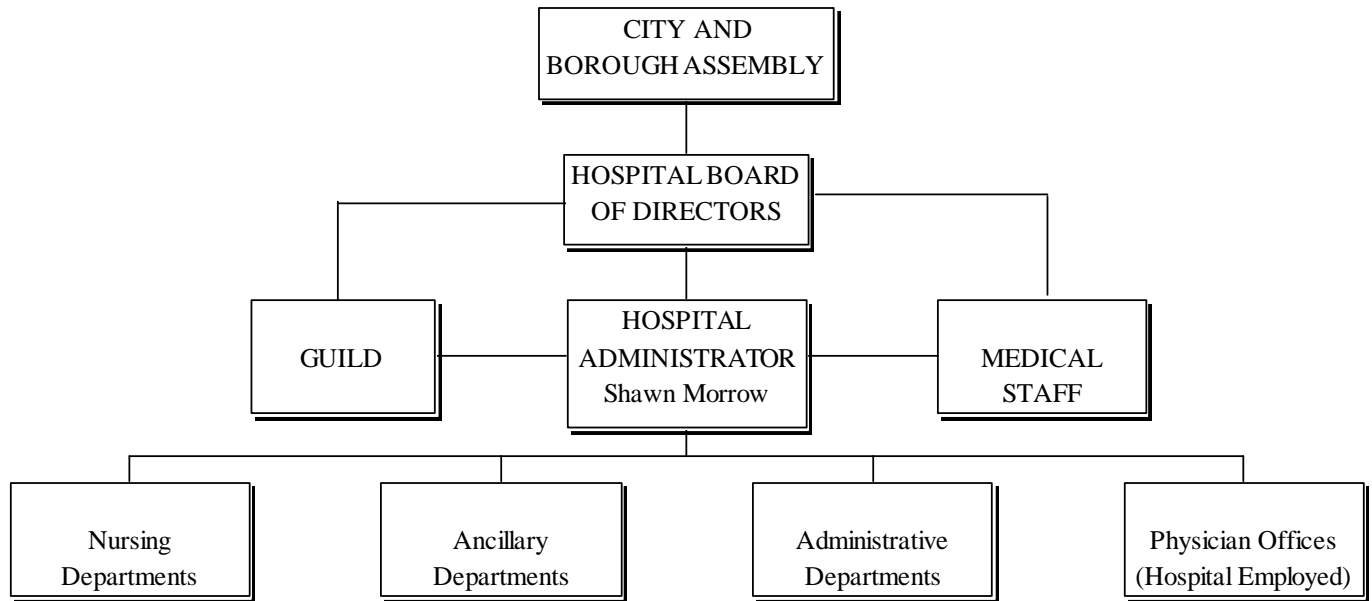 CITY AND
BOROUGH ASSEMBLY
HOSPITAL BOARD
OF DIRECTORS
GUILD
HOSPITAL
ADMINISTRATOR
Shawn Morrow
MEDICAL
STAFF
Nursing
Departments
Ancillary
Departments
Administrative
Departments
Physician Offices
(Hospital Employed)